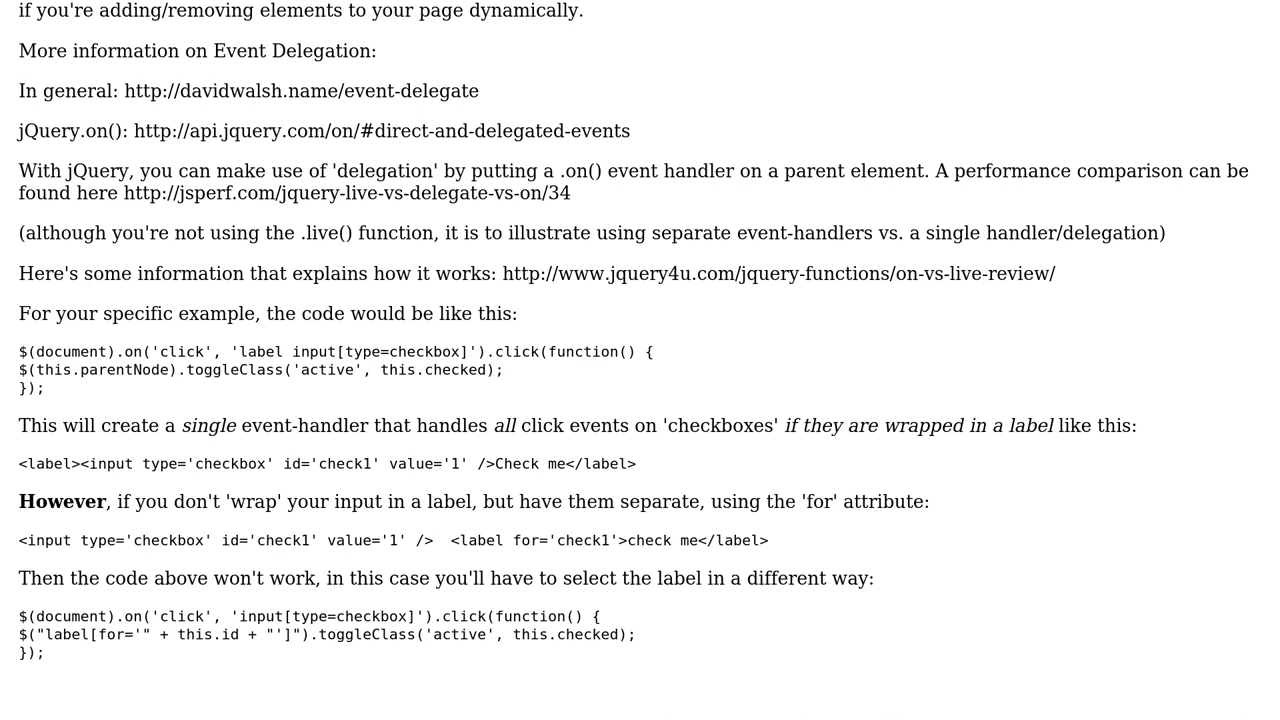 if you're adding/removing elements to your page dynamically.
More information on Event Delegation:
In general: http://davidwalsh.name/event-delegate
jQuery.on(): http://api.jquery.com/on/#direct-and-delegated-events
With jQuery, you can make use of 'delegation' by putting a .on() event handler on a parent element. A performance comparison can be
found here http://jsperf.com/jquery-live-vs-delegate-vs-on/34
(although you're not using the .live() function, it is to illustrate using separate event-handlers vs. a single handler/delegation)
Here's some information that explains how it works: http://www.jquery4u.com/jquery-functions/on-vs-live-review/
For your specific example, the code would be like this:
$(document).on('click', 'label input[type=checkbox]').click(function() {
$(this.parentNode).toggleClass('active', this.checked);
});
This will create a single event-handler that handles all click events on 'checkboxes' if they are wrapped in a label like this:
<label><input type='checkbox' id='check1' value='1' />Check me</label>
However, if you don't 'wrap' your input in a label, but have them separate, using the 'for' attribute:
<input type='checkbox' id='check1' value='1' />  <label for='check1'>check me</label>
Then the code above won't work, in this case you'll have to select the label in a different way:
$(document).on('click', 'input[type=checkbox]').click(function() {
$("label[for='" + this.id + "']").toggleClass('active', this.checked);
});